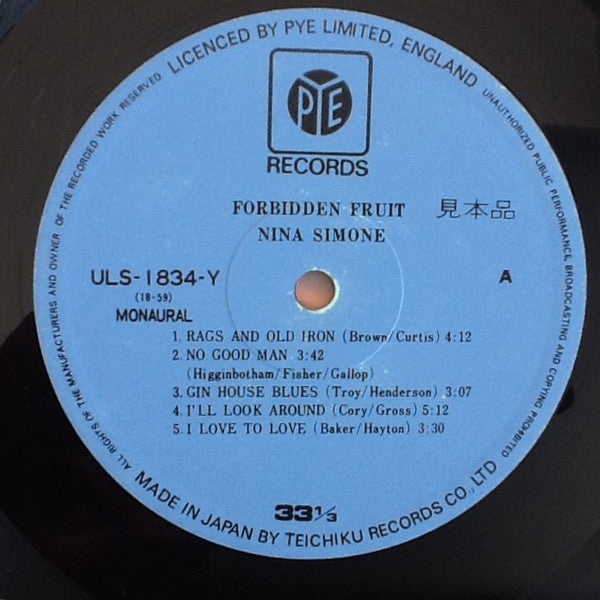 LICENCED BY PYE LIMITED, ENGLAND
UNAUTHORIZED PUBLIC PERFORMANCE, BROADCASTING AND COPYING PROHIBITED
ALL RIGHTS OF THE MANUFACTURERS AND OWNER OF THE RECORDED WORK RESERVED
PYE
RECORDS
FORBIDDEN FRUIT 見本品
NINA SIMONE
ULS-1834-Y A
(18-59)
MONAURAL
1. RAGS AND OLD IRON (Brown/Curtis) 4:12
2. NO GOOD MAN 3:42
(Higginbotham/Fisher/Gallop)
3. GIN HOUSE BLUES (Troy/Henderson) 3:07
4. I'LL LOOK AROUND (Cory/Gross) 5:12
5. I LOVE TO LOVE (Baker/Hayton) 3:30
33 1/3
MADE IN JAPAN BY TEICHIKU RECORDS CO., LTD